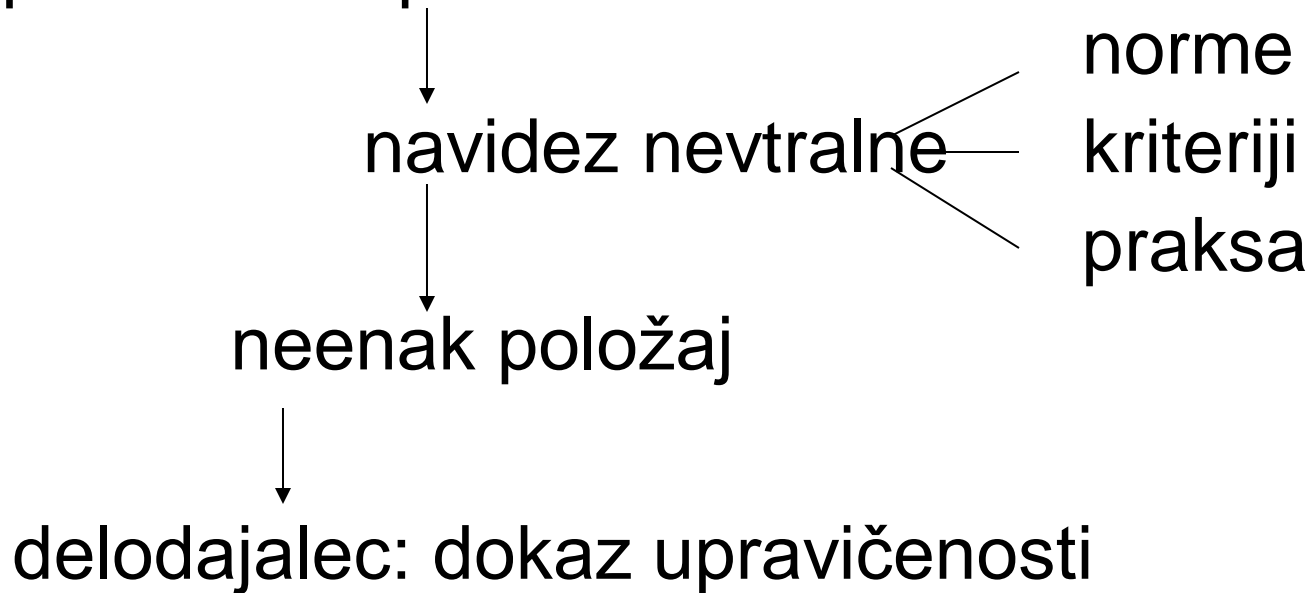 norme
navidez nevtralne
kriteriji
praksa
neenak položaj
delodajalec: dokaz upravičenosti